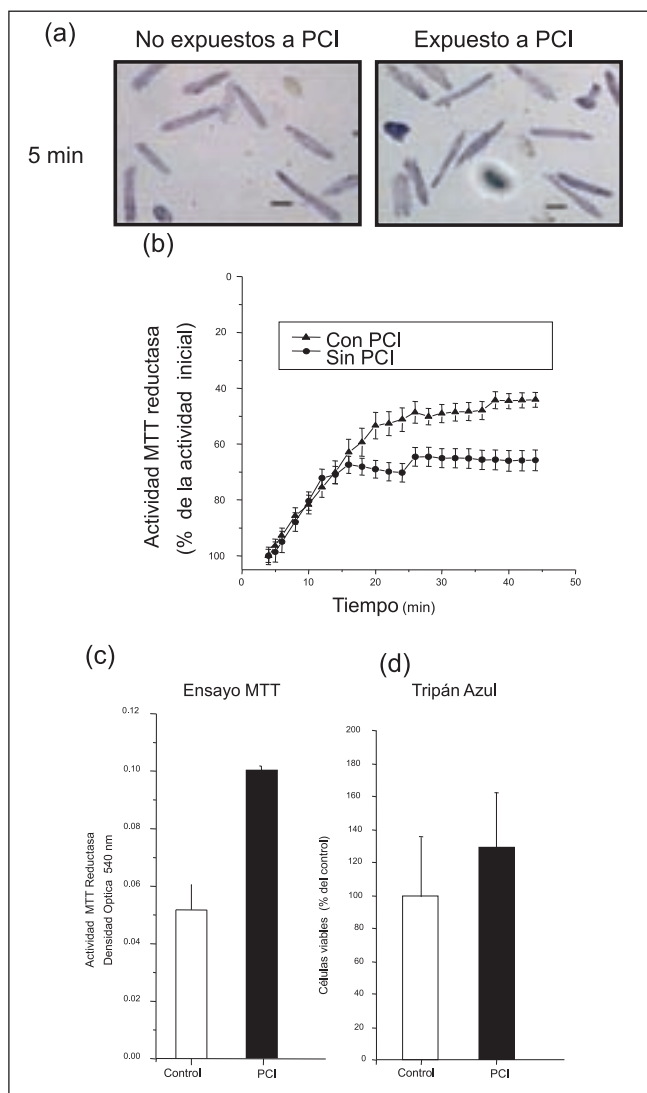 (a)
No expuestos a PCI
Expuesto a PCI
5 min
(b)
Actividad MTT reductasa
(% de la actividad inicial)
0
20
40
60
80
100
Con PCI
Sin PCI
0
10
20
30
40
50
Tiempo (min)
(c)
Ensayo MTT
Actividad MTT Reductasa
Densidad Optica 540 nm
0.12
0.10
0.08
0.06
0.04
0.02
0.00
Control
PCI
(d)
Tripán Azul
Células viables (% del control)
200
180
160
140
120
100
80
60
40
20
0
Control
PCI